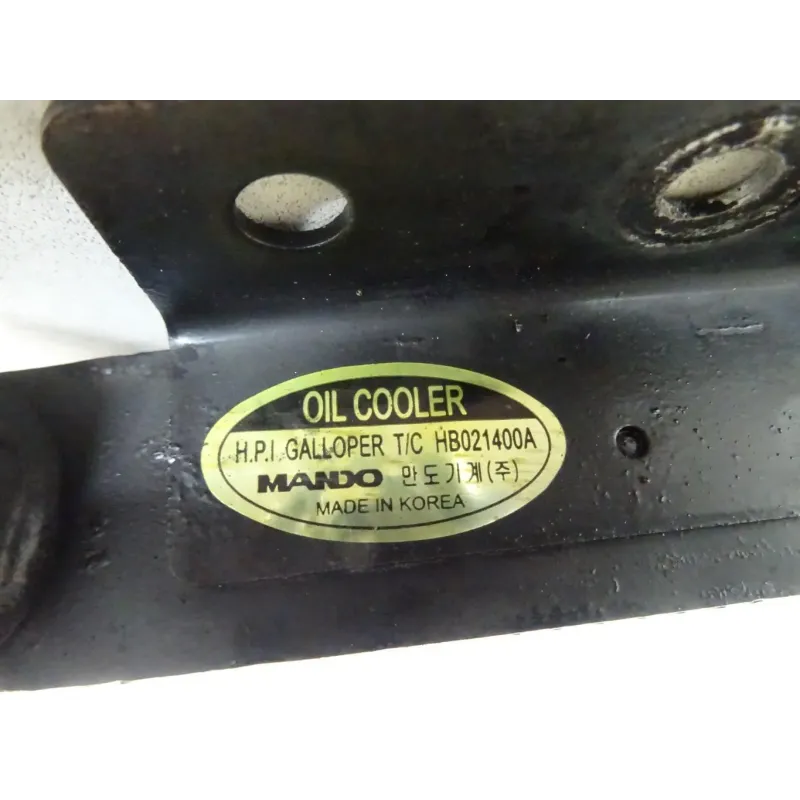 OIL COOLER
H.P.I. GALLOPER T/C HB021400A
MANDO 만도기계(주)
MADE IN KOREA